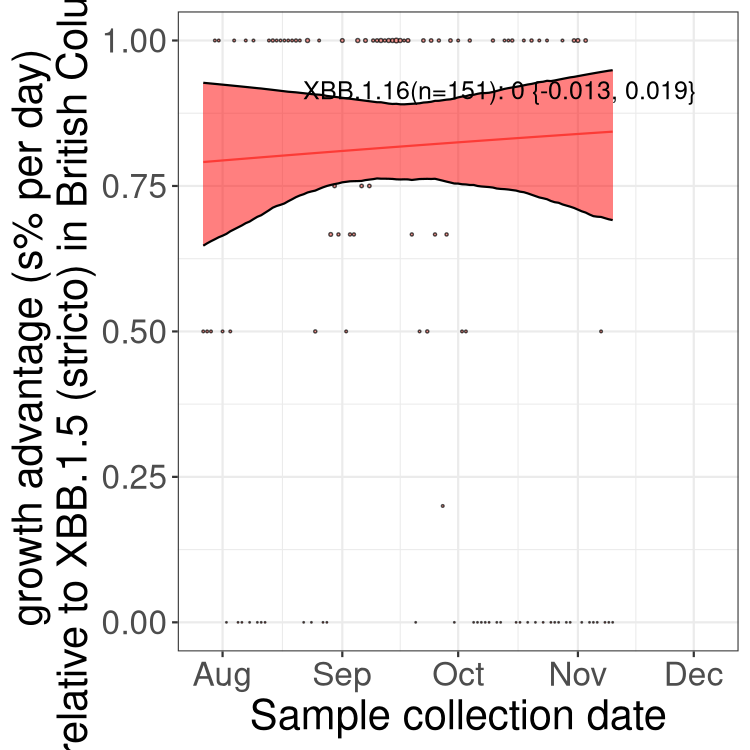 growth advantage (s% per day)
relative to XBB.1.5 (stricto) in British Colu
1.00
0.75
0.50
0.25
0.00
XBB.1.16(n=151): 0 {-0.013, 0.019}
Aug Sep Oct Nov Dec
Sample collection date